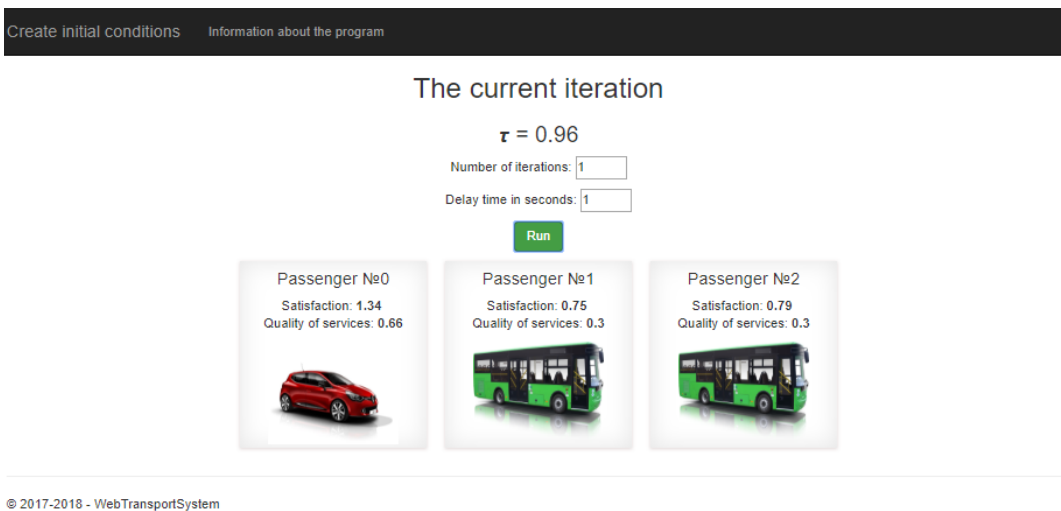 Create initial conditions Information about the program
The current iteration
τ = 0.96
Number of iterations: 1
Delay time in seconds: 1
Run
Passenger №0
Satisfaction: 1.34
Quality of services: 0.66
Passenger №1
Satisfaction: 0.75
Quality of services: 0.3
Passenger №2
Satisfaction: 0.79
Quality of services: 0.3
© 2017-2018 - WebTransportSystem